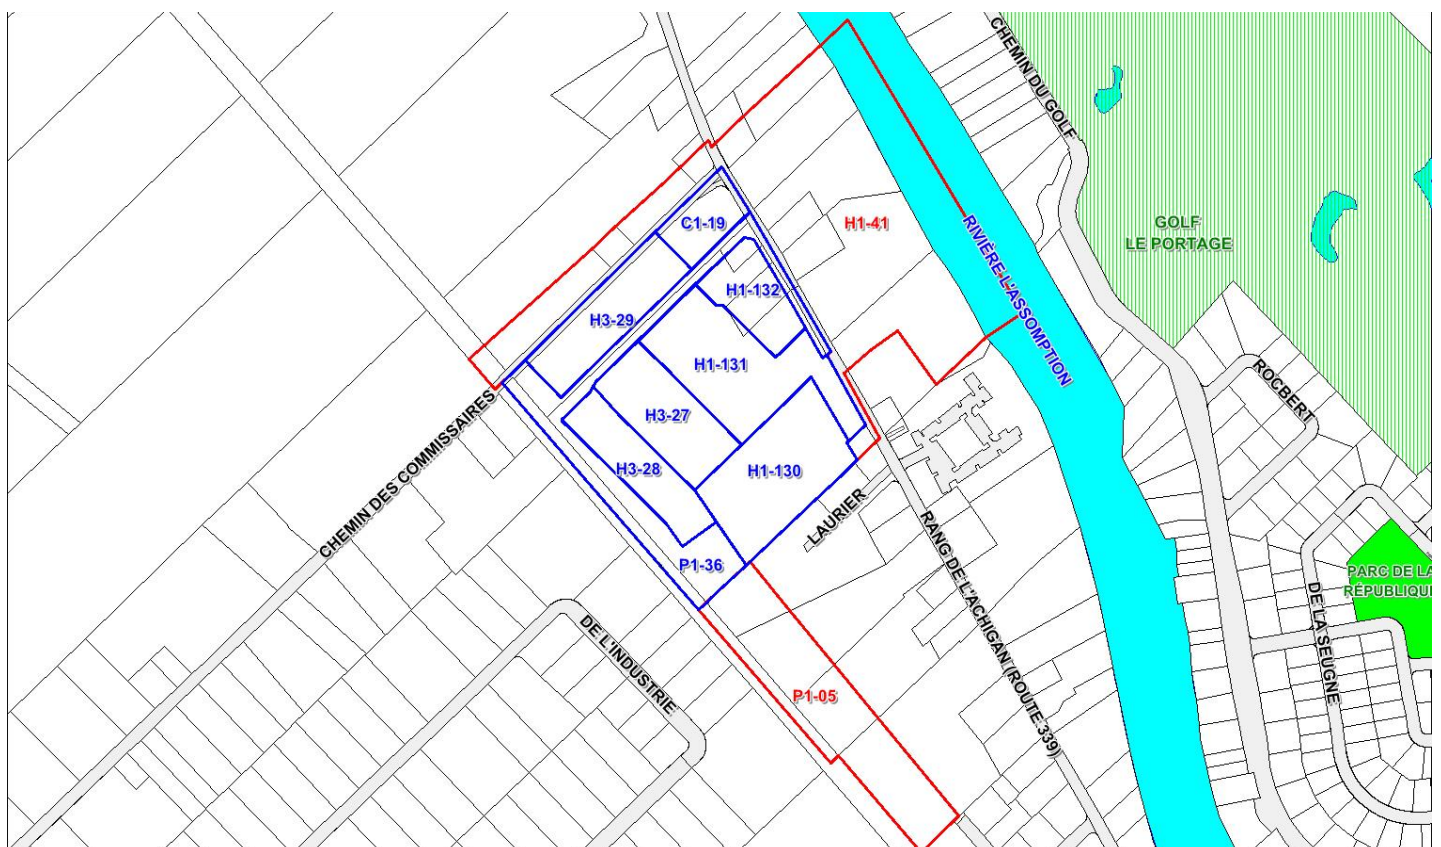 CHEMIN DU GOLF
C1-19
H1-41
GOLF
LE PORTAGE
RIVIÈRE L'ASSOMPTION
H1-132
H3-29
H1-131
ROCBERT
H3-27
CHEMIN DES COMMISSAIRES
H3-28
H1-130
LAURIER
RANG DE L'ACHIGAN (ROUTE 339)
P1-36
PARC DE LA
RÉPUBLIQU
DE LA SEUGNE
DE L'INDUSTRIE
P1-05